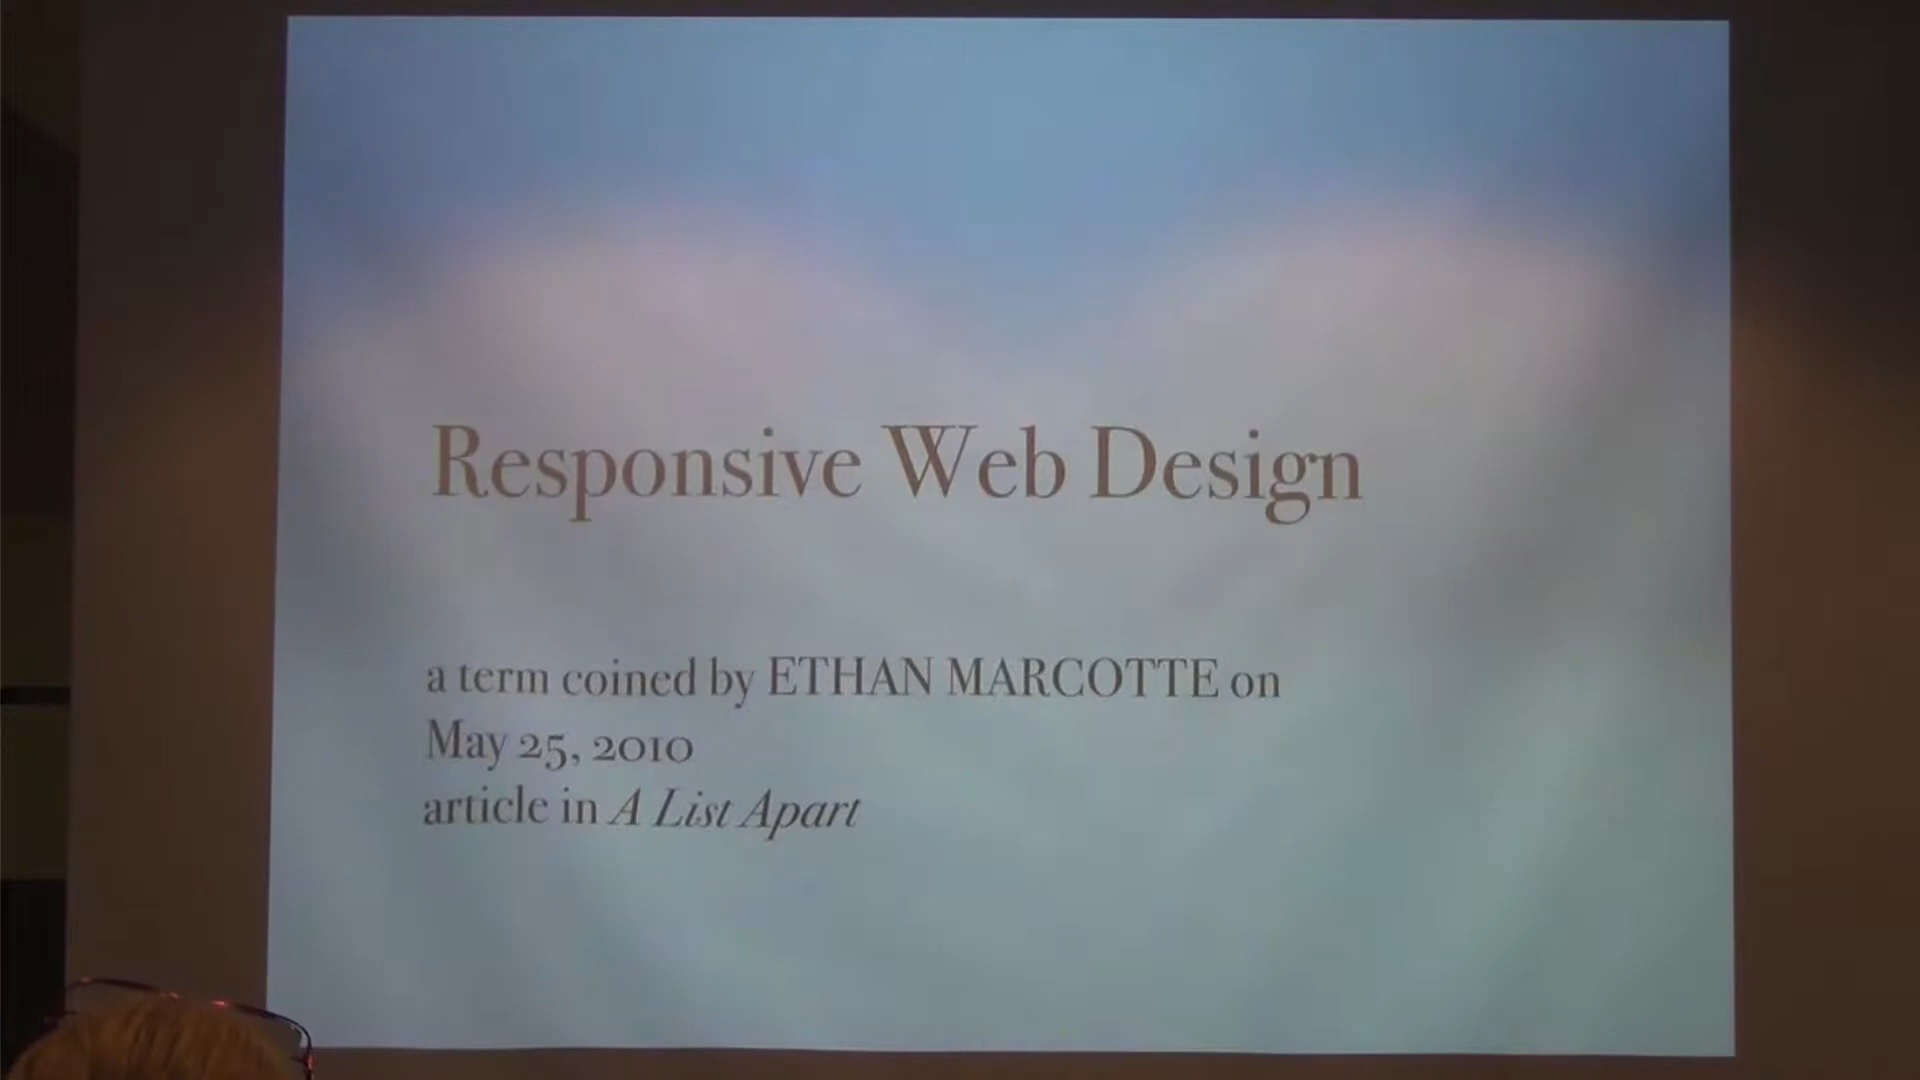 Responsive Web Design
a term coined by ETHAN MARCOTTE on
May 25, 2010
article in A List Apart